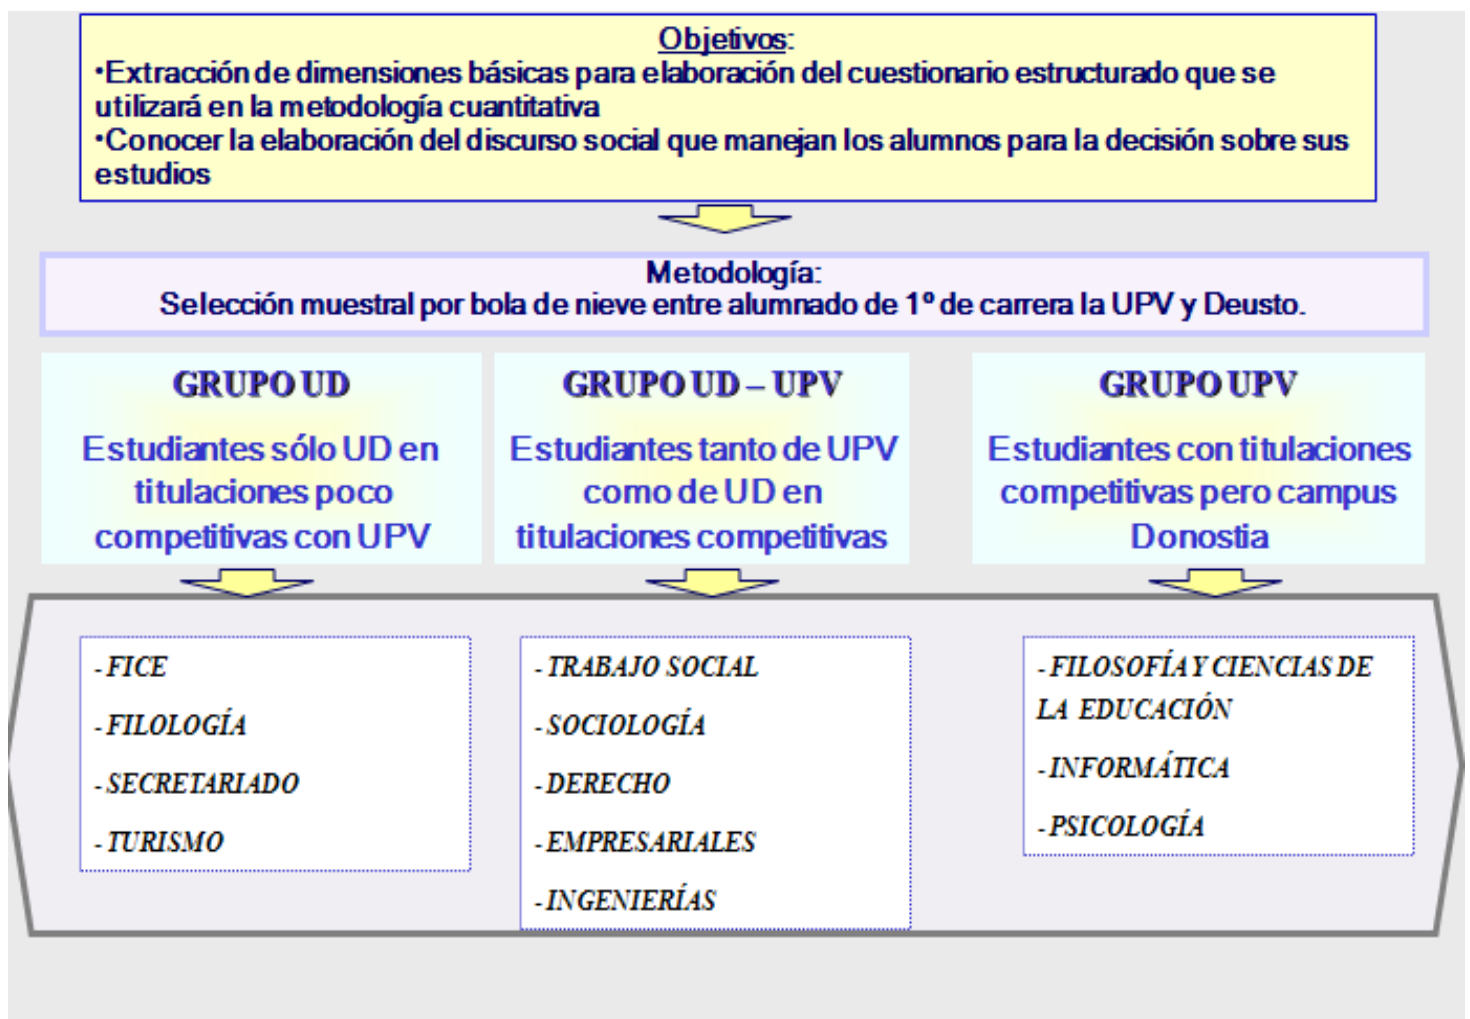 Objetivos:
•Extracción de dimensiones básicas para elaboración del cuestionario estructurado que se
utilizará en la metodología cuantitativa
•Conocer la elaboración del discurso social que manejan los alumnos para la decisión sobre sus
estudios
Metodología:
Selección muestral por bola de nieve entre alumnado de 1º de carrera la UPV y Deusto.
GRUPO UD
Estudiantes sólo UD en
titulaciones poco
competitivas con UPV
GRUPO UD – UPV
Estudiantes tanto de UPV
como de UD en
titulaciones competitivas
GRUPO UPV
Estudiantes con titulaciones
competitivas pero campus
Donostia
- FICE
- FILOLOGÍA
- SECRETARIADO
- TURISMO
- TRABAJO SOCIAL
- SOCIOLOGÍA
- DERECHO
- EMPRESARIALES
- INGENIERÍAS
- FILOSOFÍA Y CIENCIAS DE
LA EDUCACIÓN
- INFORMÁTICA
- PSICOLOGÍA